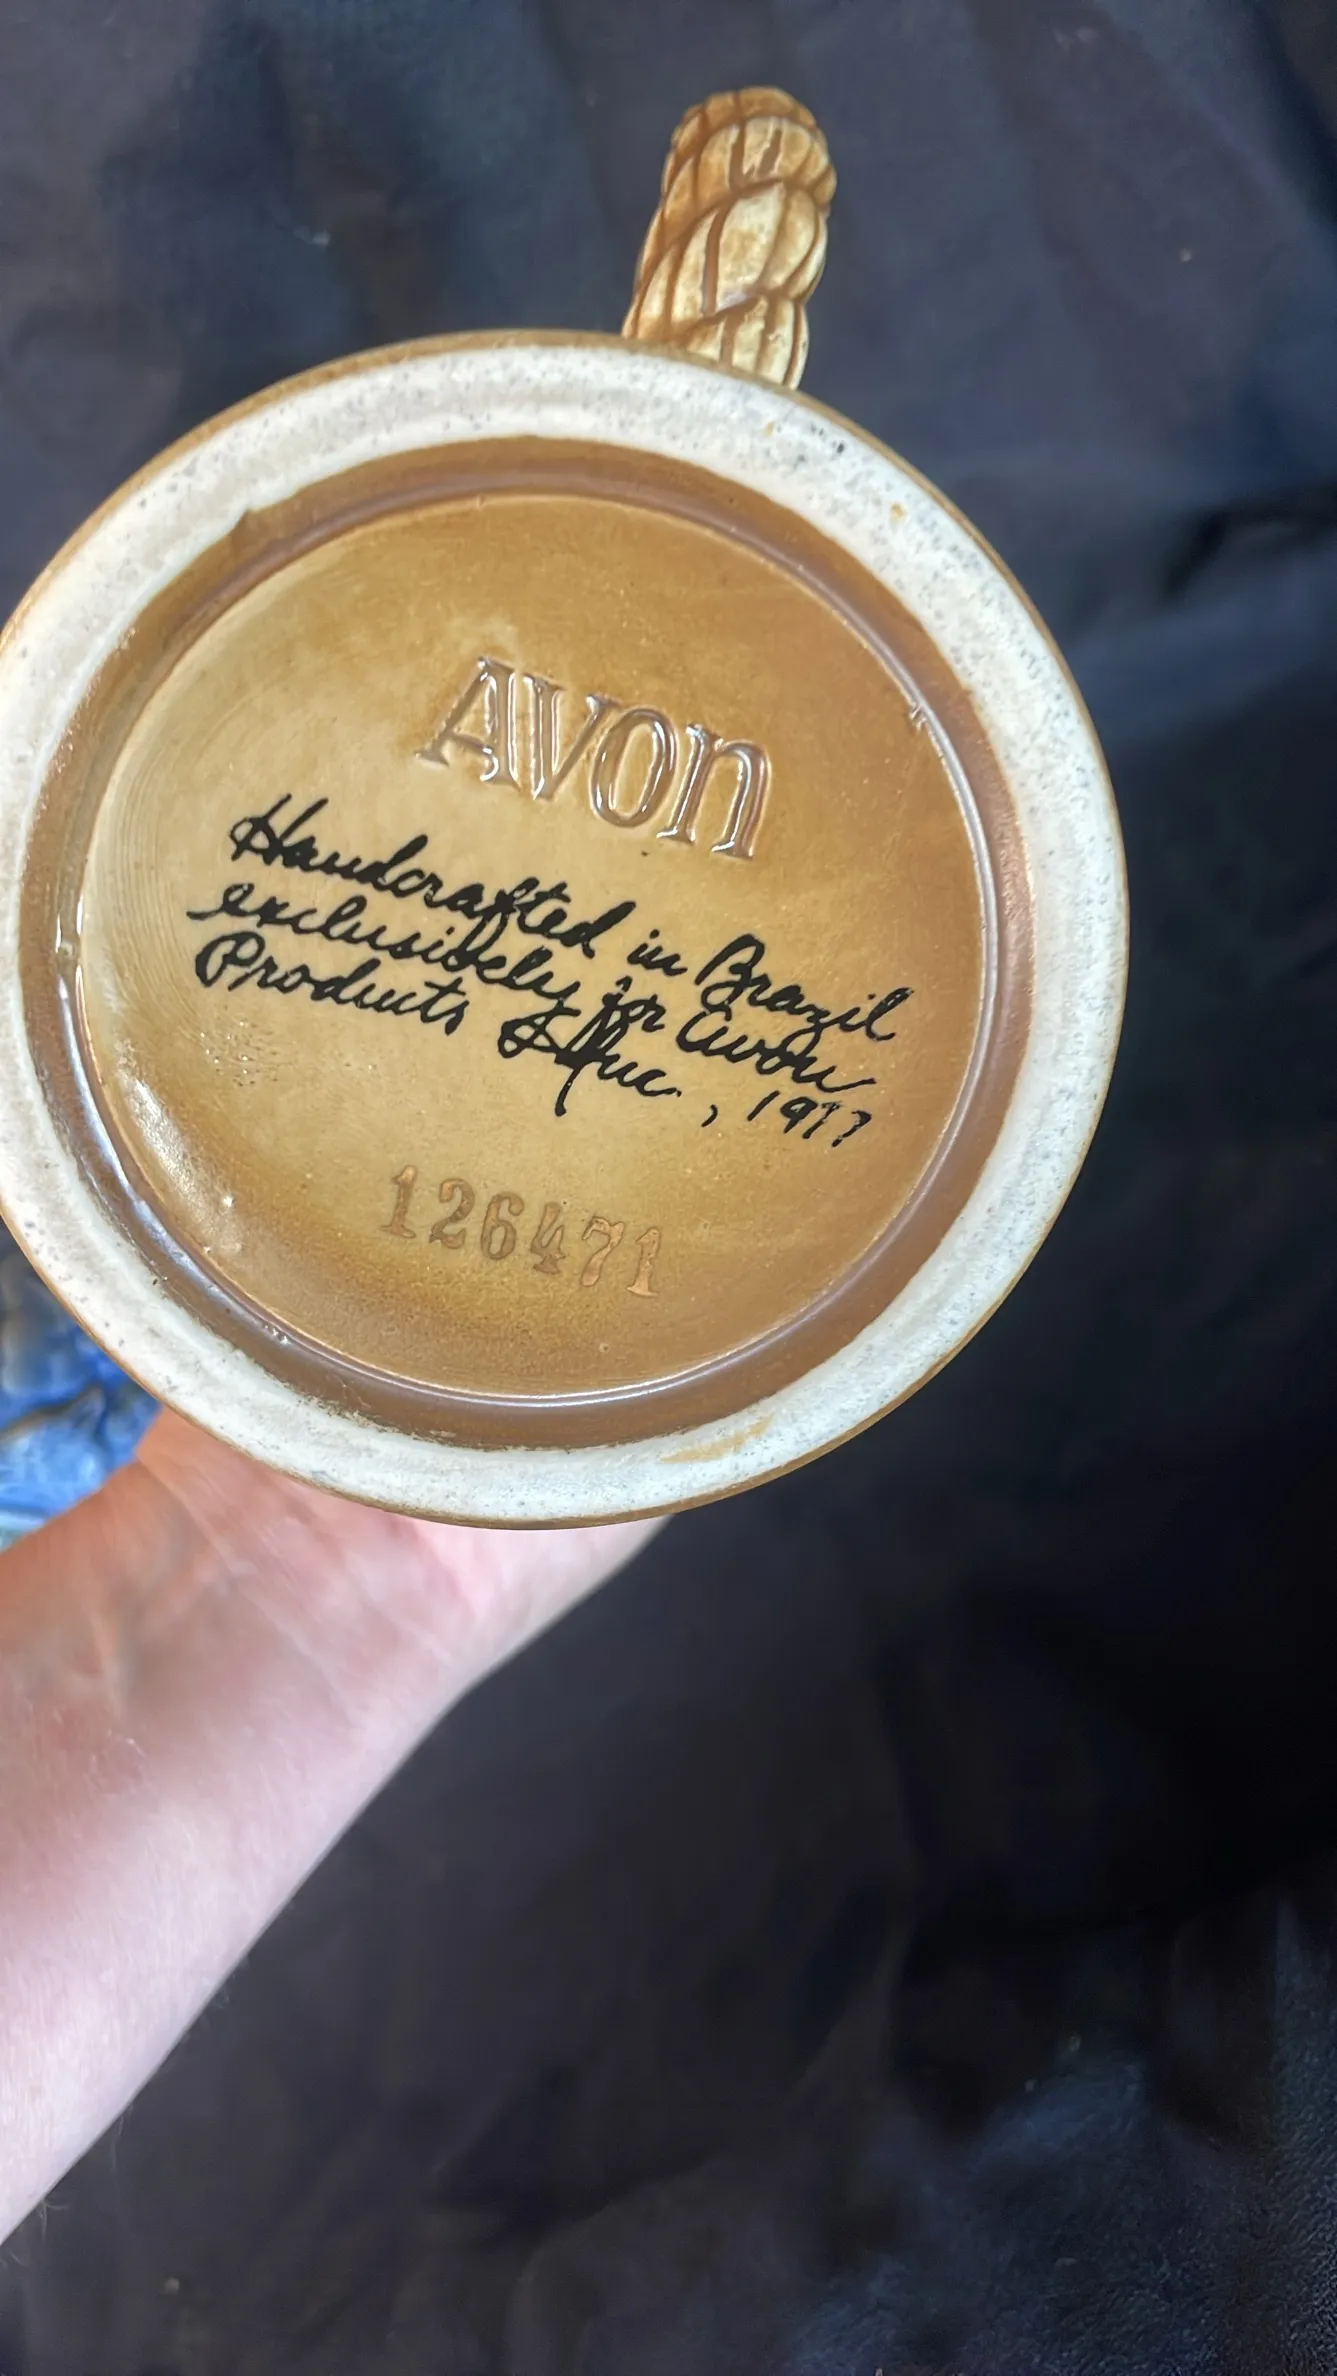 AVON
Handcrafted in Brazil
exclusively for Avon
Products Inc., 1977
126471